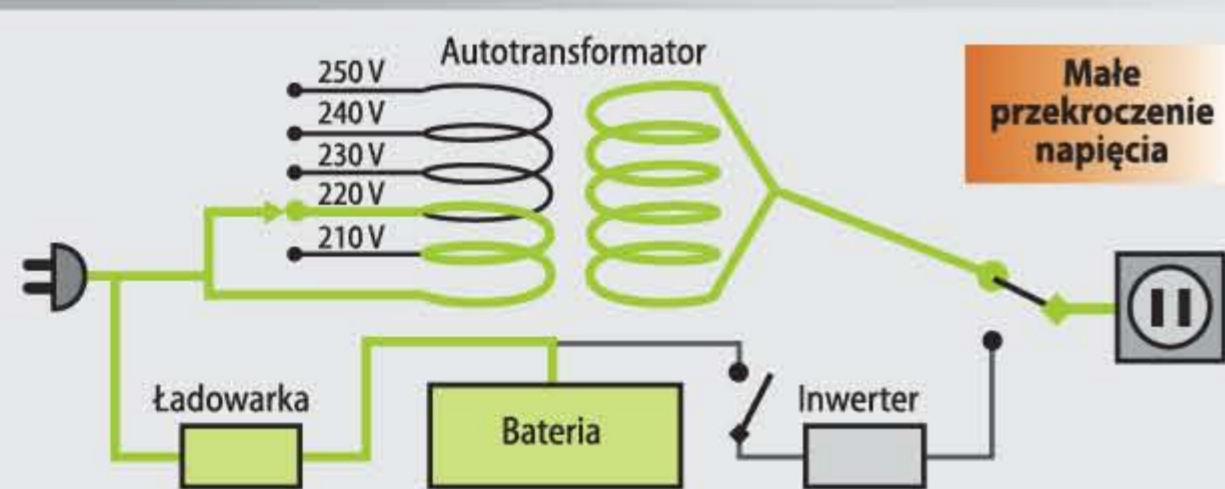 Autotransformator
250 V
240 V
230 V
220 V
210 V
Małe
przekroczenie
napięcia
Ładowarka
Bateria
Inwerter